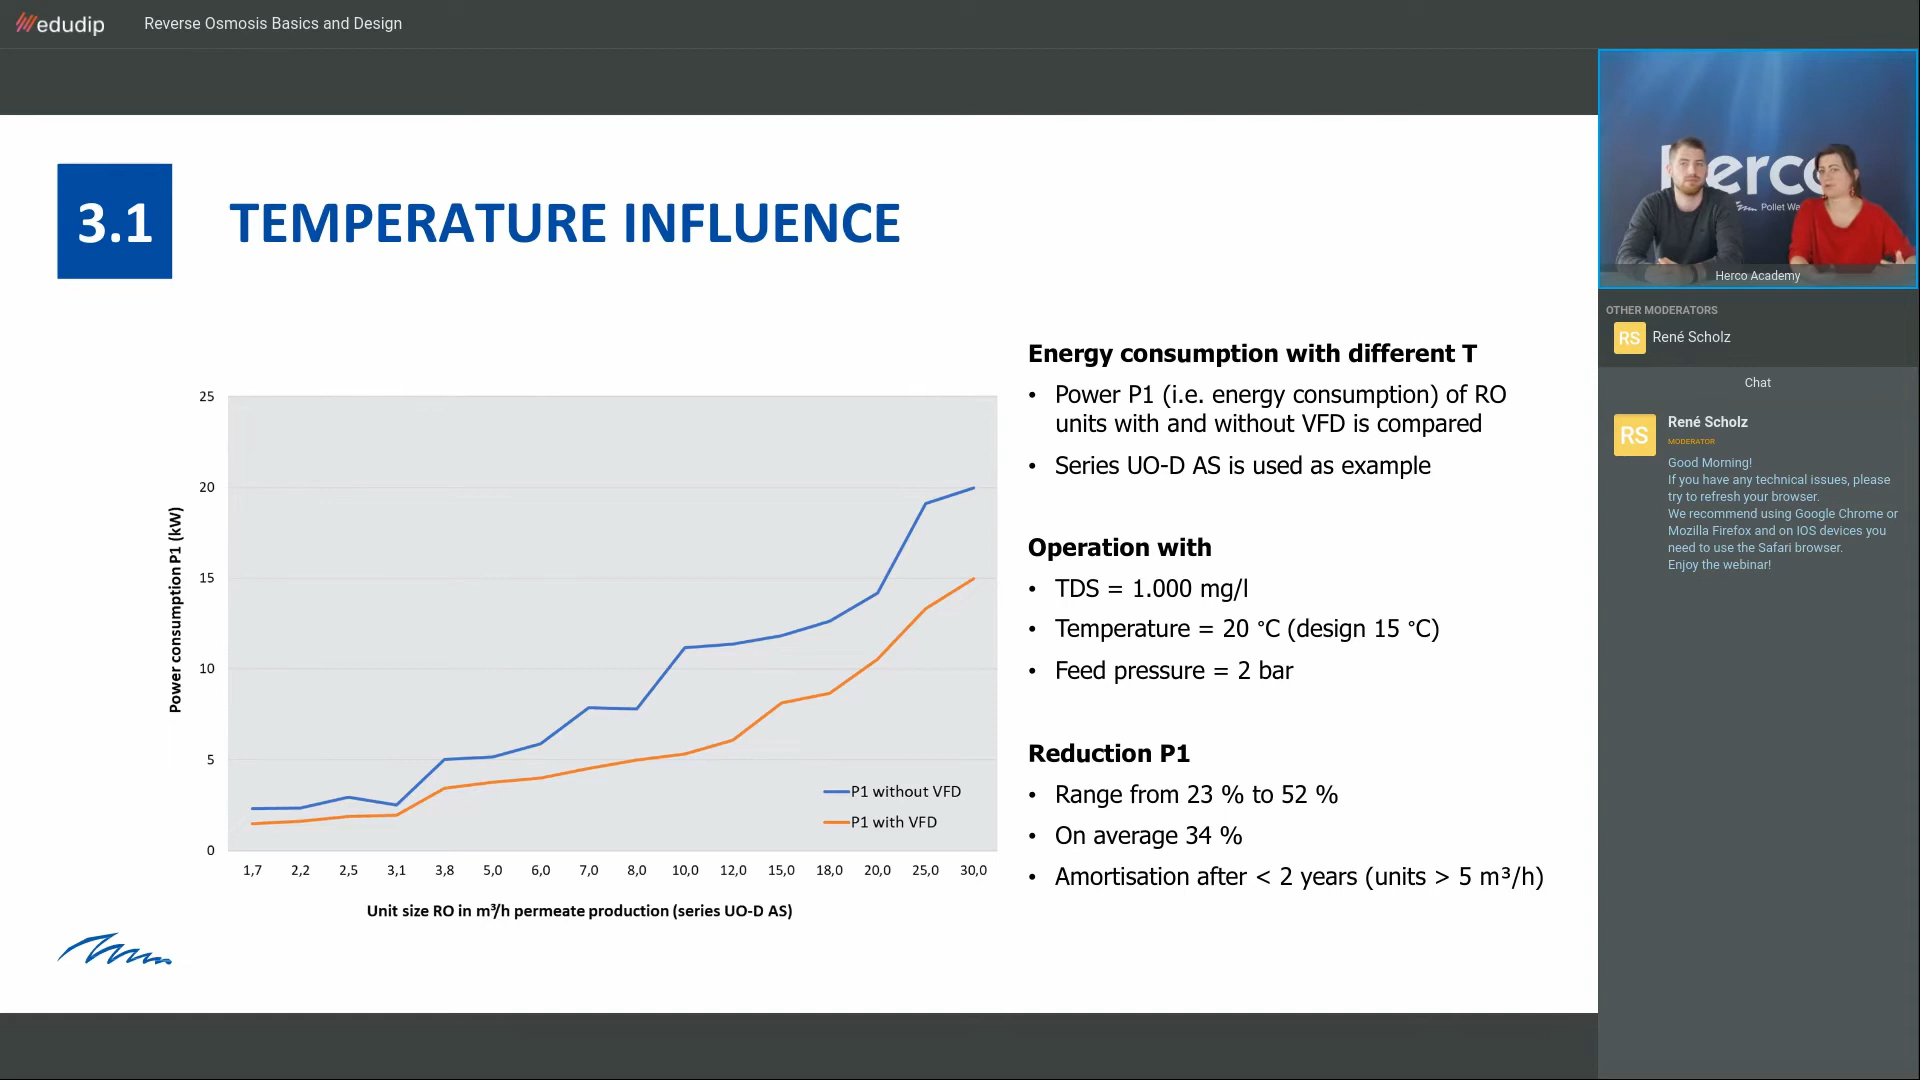 edudip
Reverse Osmosis Basics and Design
3.1
TEMPERATURE INFLUENCE
25
20
15
10
5
0
Power consumption P1 (kW)
P1 without VFD
P1 with VFD
1,7 2,2 2,5 3,1 3,8 5,0 6,0 7,0 8,0 10,0 12,0 15,0 18,0 20,0 25,0 30,0
Unit size RO in m³/h permeate production (series UO-D AS)
Energy consumption with different T
• Power P1 (i.e. energy consumption) of RO
units with and without VFD is compared
• Series UO-D AS is used as example
Operation with
• TDS = 1.000 mg/l
• Temperature = 20 °C (design 15 °C)
• Feed pressure = 2 bar
Reduction P1
• Range from 23 % to 52 %
• On average 34 %
• Amortisation after < 2 years (units > 5 m³/h)
Herco
Pollet Wa
Herco Academy
OTHER MODERATORS
RS
René Scholz
Chat
RS
René Scholz
MODERATOR
Good Morning!
If you have any technical issues, please
try to refresh your browser.
We recommend using Google Chrome or
Mozilla Firefox and on IOS devices you
need to use the Safari browser.
Enjoy the webinar!